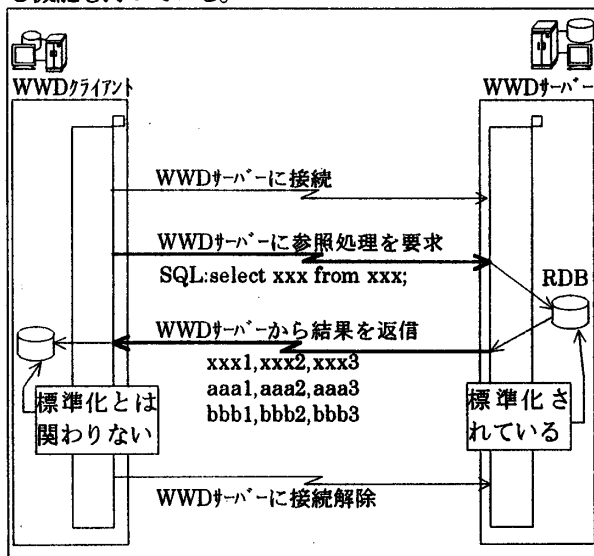 WWDクライアント
WWDサーバー
WWDサーバーに接続
WWDサーバーに参照処理を要求
SQL:select xxx from xxx;
RDB
WWDサーバーから結果を返信
xxx1,xxx2,xxx3
aaa1,aaa2,aaa3
bbb1,bbb2,bbb3
標準化とは
関わりない
標準化さ
れている
WWDサーバーに接続解除